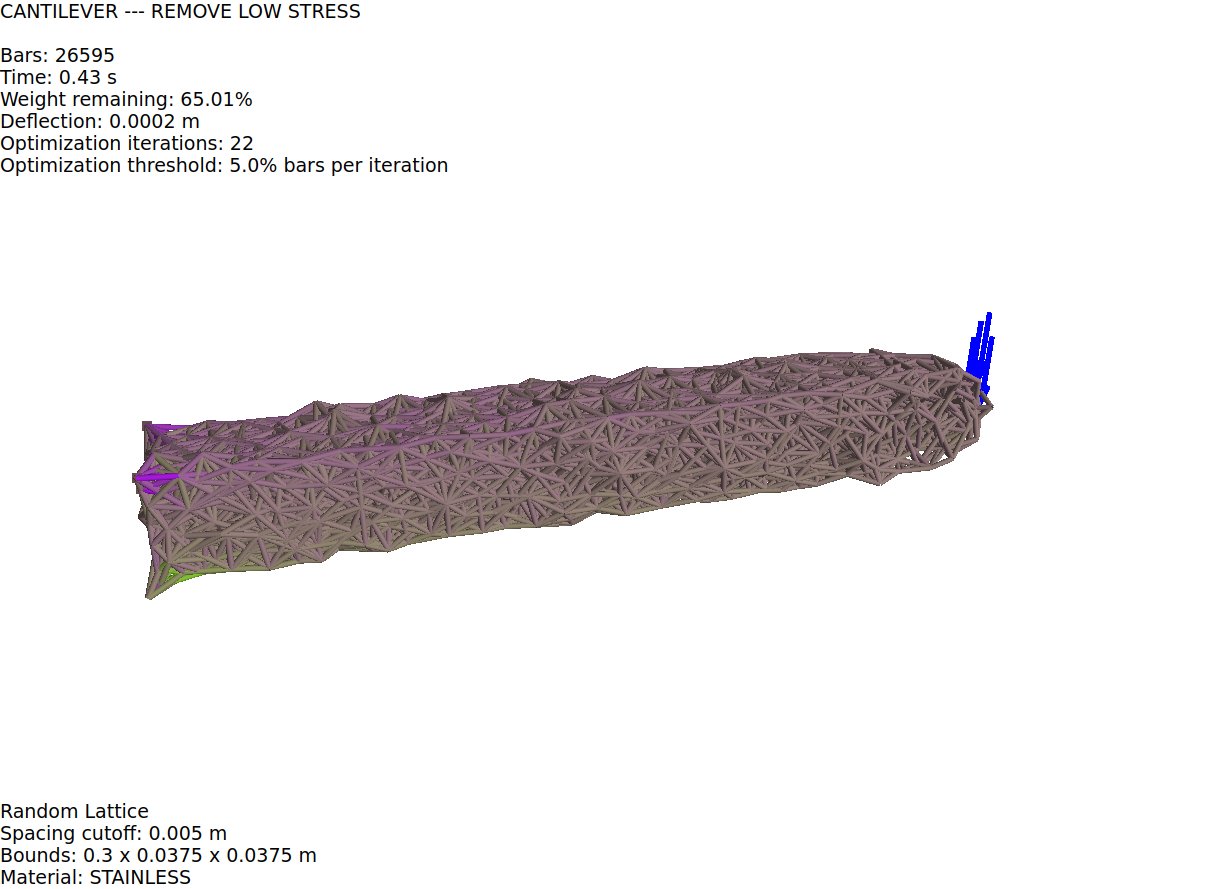 CANTILEVER --- REMOVE LOW STRESS
Bars: 26595
Time: 0.43 s
Weight remaining: 65.01%
Deflection: 0.0002 m
Optimization iterations: 22
Optimization threshold: 5.0% bars per iteration
Random Lattice
Spacing cutoff: 0.005 m
Bounds: 0.3 x 0.0375 x 0.0375 m
Material: STAINLESS